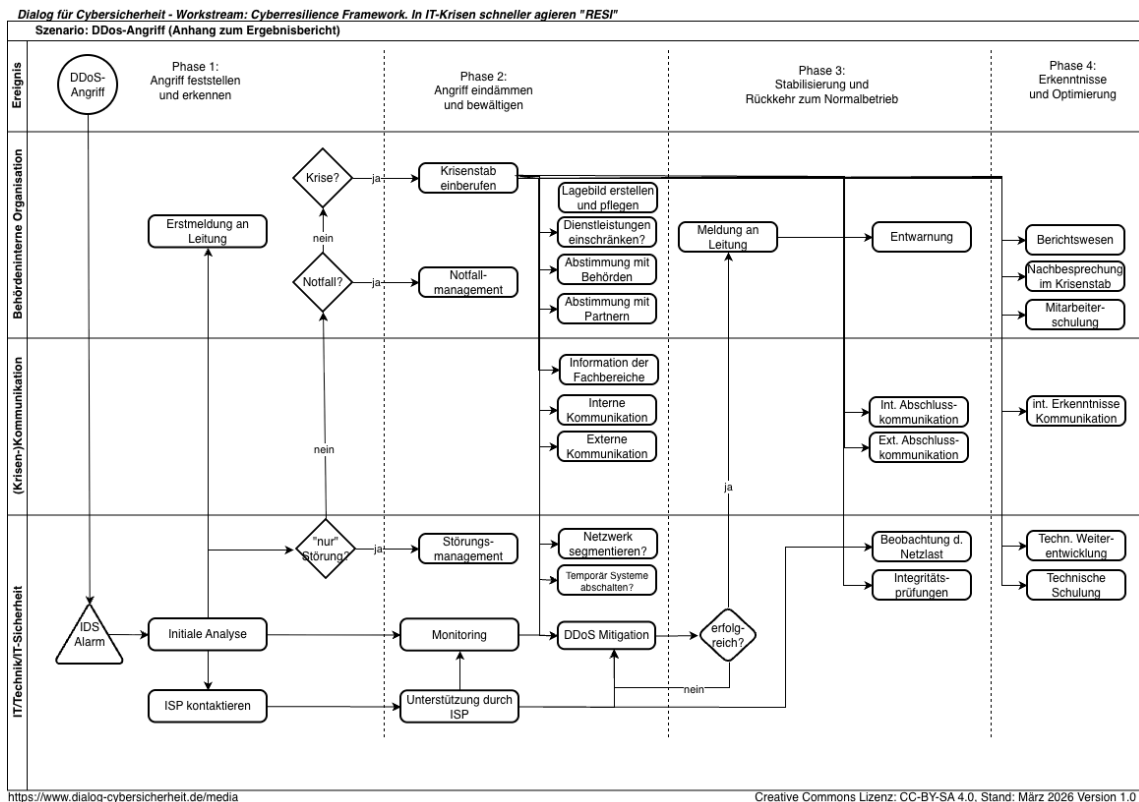 Dialog für Cybersicherheit - Workstream: Cyberresilience Framework. In IT-Krisen schneller agieren "RESI"
Szenario: DDos-Angriff (Anhang zum Ergebnisbericht)
Ereignis
DDoS-
Angriff
Phase 1:
Angriff feststellen
und erkennen
Phase 2:
Angriff eindämmen
und bewältigen
Phase 3:
Stabilisierung und
Rückkehr zum Normalbetrieb
Phase 4:
Erkenntnisse
und Optimierung
Behördeninterne Organisation
Krise?
ja
Krisenstab
einberufen
Lagebild erstellen
und pflegen
Erstmeldung an
Leitung
nein
Dienstleistungen
einschränken?
Meldung an
Leitung
Entwarnung
Berichtswesen
Notfall?
ja
Notfall-
management
Abstimmung mit
Behörden
Nachbesprechung
im Krisenstab
Abstimmung mit
Partnern
Mitarbeiter-
schulung
(Krisen-)Kommunikation
Information der
Fachbereiche
Interne
Kommunikation
Int. Abschluss-
kommunikation
int. Erkenntnisse
Kommunikation
nein
Externe
Kommunikation
Ext. Abschluss-
kommunikation
ja
IT/Technik/IT-Sicherheit
"nur"
Störung?
ja
Störungs-
management
Netzwerk
segmentieren?
Beobachtung d.
Netzlast
Techn. Weiter-
entwicklung
Temporär Systeme
abschalten?
Integritäts-
prüfungen
Technische
Schulung
IDS
Alarm
Initiale Analyse
Monitoring
DDoS Mitigation
erfolg-
reich?
nein
ISP kontaktieren
Unterstützung durch
ISP
https://www.dialog-cybersicherheit.de/media
Creative Commons Lizenz: CC-BY-SA 4.0, Stand: März 2026 Version 1.0